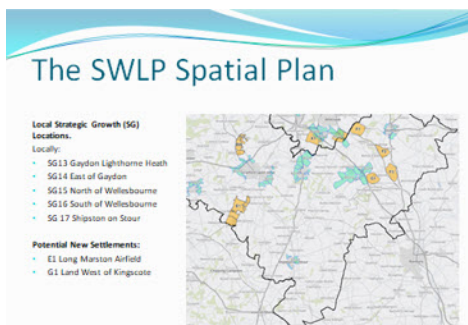 The SWLP Spatial Plan
Local Strategic Growth (SG)
Locations.
Locally:
• SG13 Gaydon Lighthorne Heath
• SG14 East of Gaydon
• SG15 North of Wellesbourne
• SG16 South of Wellesbourne
• SG 17 Shipston on Stour
Potential New Settlements:
• E1 Long Marston Airfield
• G1 Land West of Kingscote